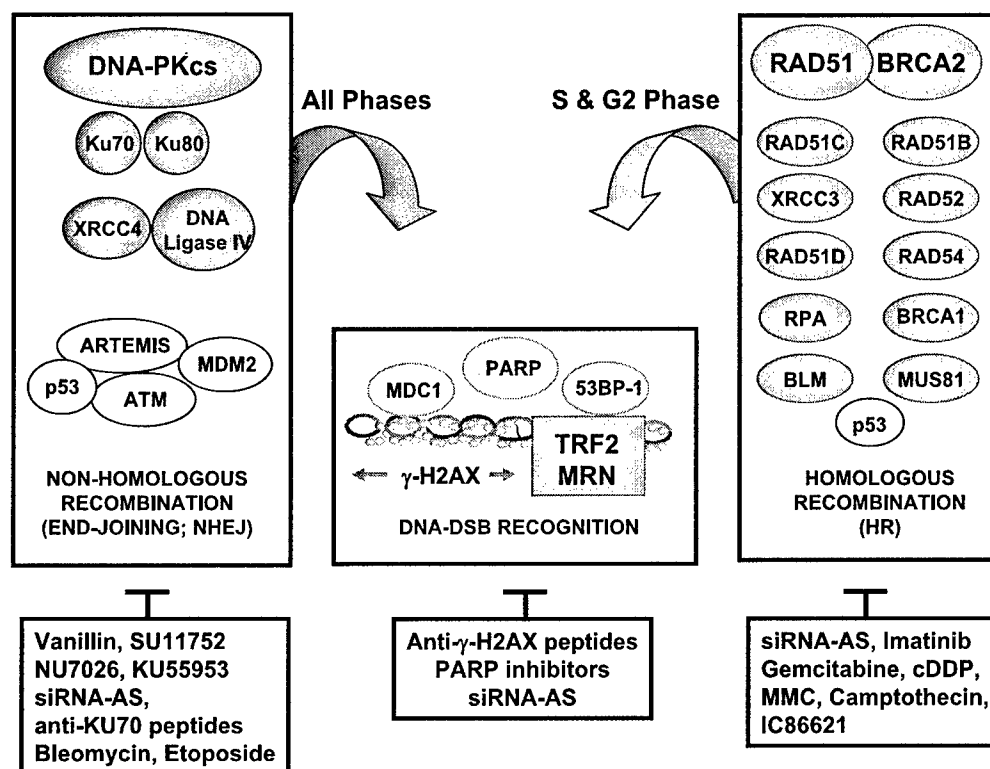 DNA-PKcs
Ku70 Ku80
XRCC4
DNA
Ligase IV
ARTEMIS
p53
MDM2
ATM
NON-HOMOLOGOUS
RECOMBINATION
(END-JOINING; NHEJ)
All Phases
S & G2 Phase
MDC1
PARP
53BP-1
γ-H2AX
TRF2
MRN
DNA-DSB RECOGNITION
RAD51 BRCA2
RAD51C RAD51B
XRCC3 RAD52
RAD51D RAD54
RPA BRCA1
BLM MUS81
p53
HOMOLOGOUS
RECOMBINATION
(HR)
Vanillin, SU11752
NU7026, KU55953
siRNA-AS,
anti-KU70 peptides
Bleomycin, Etoposide
Anti-γ-H2AX peptides
PARP inhibitors
siRNA-AS
siRNA-AS, Imatinib
Gemcitabine, cDDP,
MMC, Camptothecin,
IC86621